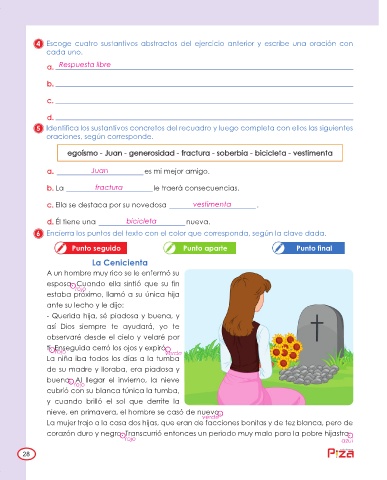 4 Escoge cuatro sustantivos abstractos del ejercicio anterior y escribe una oración con
cada uno.
a. Respuesta libre
b.
c.
d.
5 Identifica los sustantivos concretos del recuadro y luego completa con ellos las siguientes
oraciones, según corresponde.
egoísmo - Juan - generosidad - fractura - soberbia - bicicleta - vestimenta
a. Juan es mi mejor amigo.
b. La fractura le traerá consecuencias.
c. Ella se destaca por su novedosa vestimenta.
d. Él tiene una bicicleta nueva.
6 Encierra los puntos del texto con el color que corresponda, según la clave dada.
Punto seguido Punto aparte Punto final
La Cenicienta
A un hombre muy rico se le enfermó su
esposa. Cuando ella sintió que su fin
rojo
estaba próximo, llamó a su única hija
ante su lecho y le dijo:
- Querida hija, sé piadosa y buena, y
así Dios siempre te ayudará, yo te
observaré desde el cielo y velaré por
ti. Enseguida cerró los ojos y expiró.
rojo verde
La niña iba todos los días a la tumba
de su madre y lloraba, era piadosa y
buena. Al llegar el invierno, la nieve
rojo
cubrió con su blanca túnica la tumba,
y cuando brilló el sol que derrite la
nieve, en primavera, el hombre se casó de nuevo.
verde
La mujer trajo a la casa dos hijas, que eran de facciones bonitas y de tez blanca, pero de
corazón duro y negro. Transcurrió entonces un periodo muy malo para la pobre hijastra.
rojo azul
28
Piza